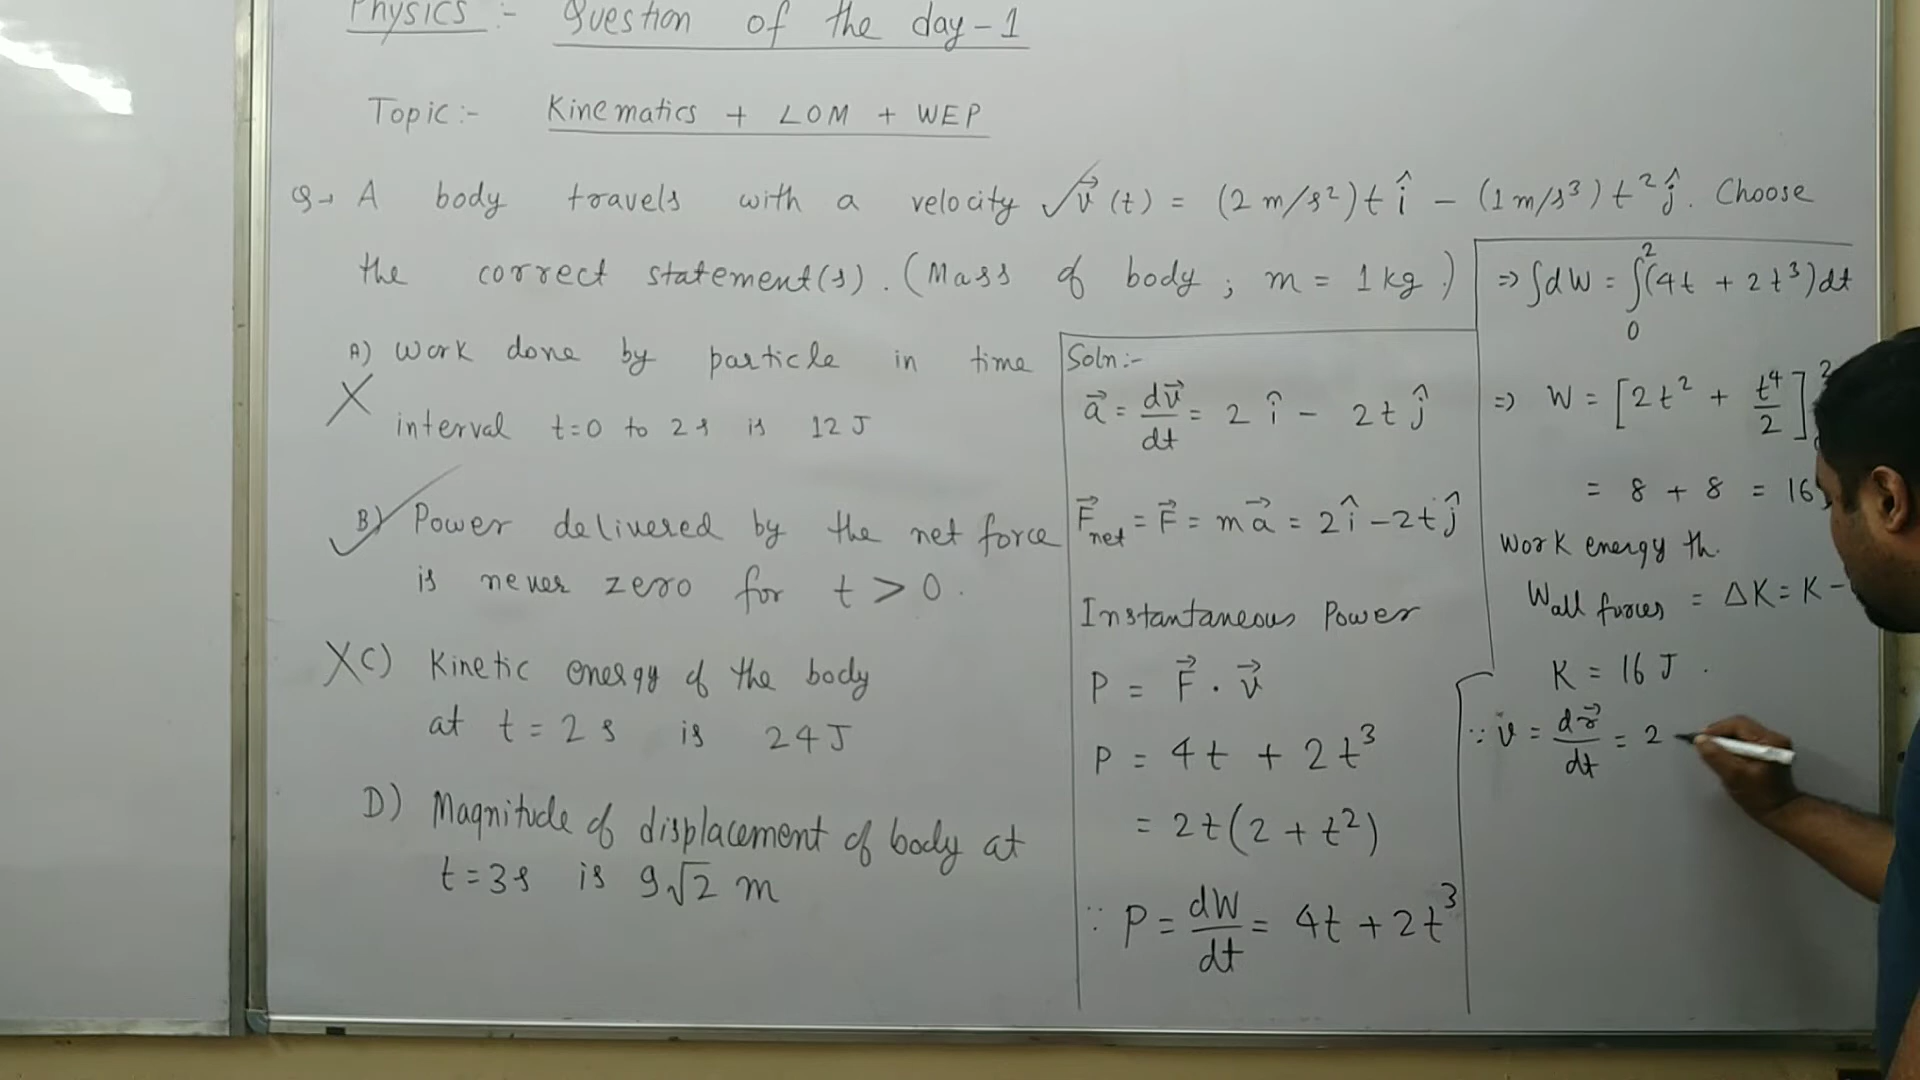 Physics :- Question of the day-1
Topic :- Kinematics + LOM + WEP
Q→ A body travels with a velocity v⃗(t) = (2 m/s²)t î − (1 m/s³) t² ĵ. Choose
the correct statement(s). (Mass of body ; m = 1 kg.)
A) Work done by particle in time
interval t=0 to 2 s is 12 J
B) Power delivered by the net force
is never zero for t > 0.
C) Kinetic energy of the body
at t = 2 s is 24 J
D) Magnitude of displacement of body at
t=3s is 9√2 m
Soln :-
a⃗ = dv⃗/dt = 2 î − 2t ĵ
F⃗net = F⃗ = ma⃗ = 2î − 2t ĵ
Instantaneous Power
P = F⃗ . v⃗
P = 4t + 2t³
= 2t(2 + t²)
∵ P = dW/dt = 4t + 2t³
⇒ ∫dW = ∫₀²(4t + 2t³)dt
⇒ W = [2t² + t⁴/2]²
= 8 + 8 = 16
Work energy th.
Wall forces = ΔK = K −
K = 16 J .
∵ v = dr⃗/dt = 2